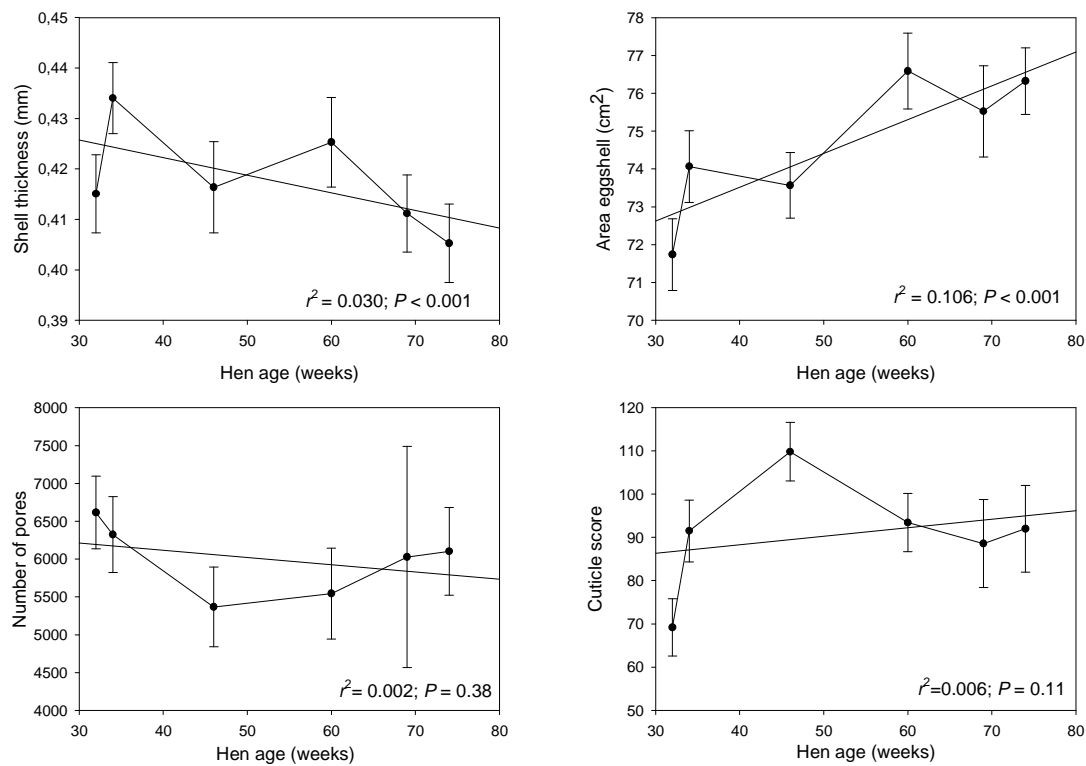 Shell thickness (mm)
0,45
0,44
0,43
0,42
0,41
0,40
0,39
r² = 0.030; P < 0.001
30 40 50 60 70 80
Hen age (weeks)
Area eggshell (cm²)
78
77
76
75
74
73
72
71
70
r² = 0.106; P < 0.001
30 40 50 60 70 80
Hen age (weeks)
Number of pores
8000
7500
7000
6500
6000
5500
5000
4500
4000
r²= 0.002; P = 0.38
30 40 50 60 70 80
Hen age (weeks)
Cuticle score
120
110
100
90
80
70
60
50
r²=0.006; P = 0.11
30 40 50 60 70 80
Hen age (weeks)